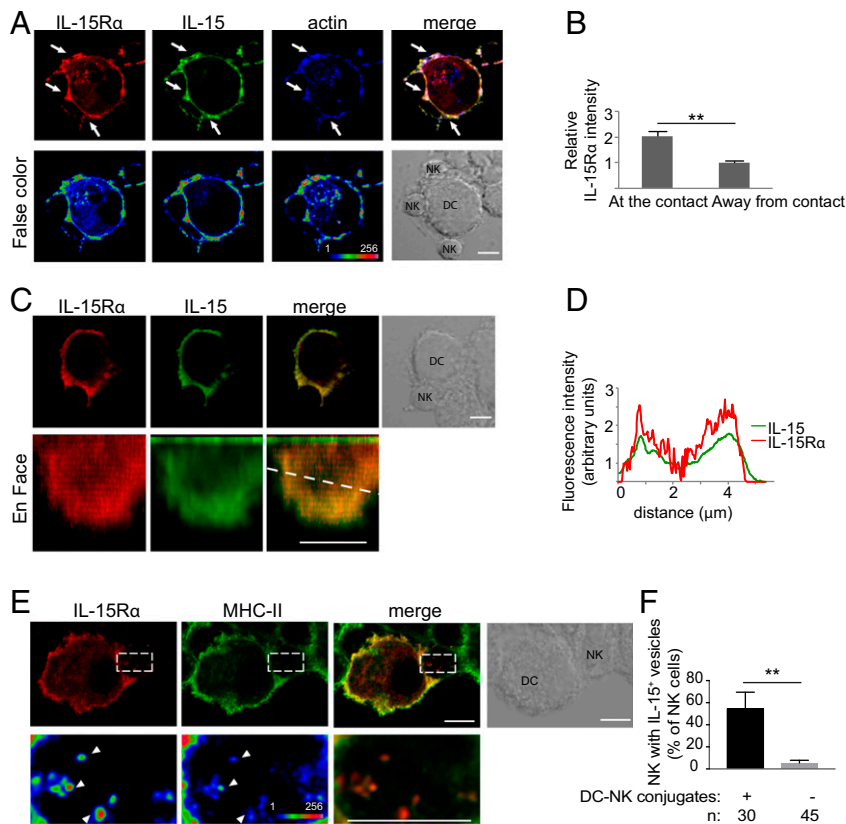 A
IL-15Rα IL-15 actin merge
False color
NK
NK
DC
NK
1 256
B
Relative
IL-15Rα intensity
**
3
2
1
At the contact Away from contact
C
IL-15Rα IL-15 merge
DC
NK
En Face
D
Fluorescence intensity
(arbitrary units)
3
2
2
1
0 2 4
distance (μm)
IL-15
IL-15Rα
E
IL-15Rα MHC-II merge
NK
DC
1 256
F
NK with IL-15⁺ vesicles
(% of NK cells)
**
80
60
40
20
0
DC-NK conjugates: + -
n: 30 45